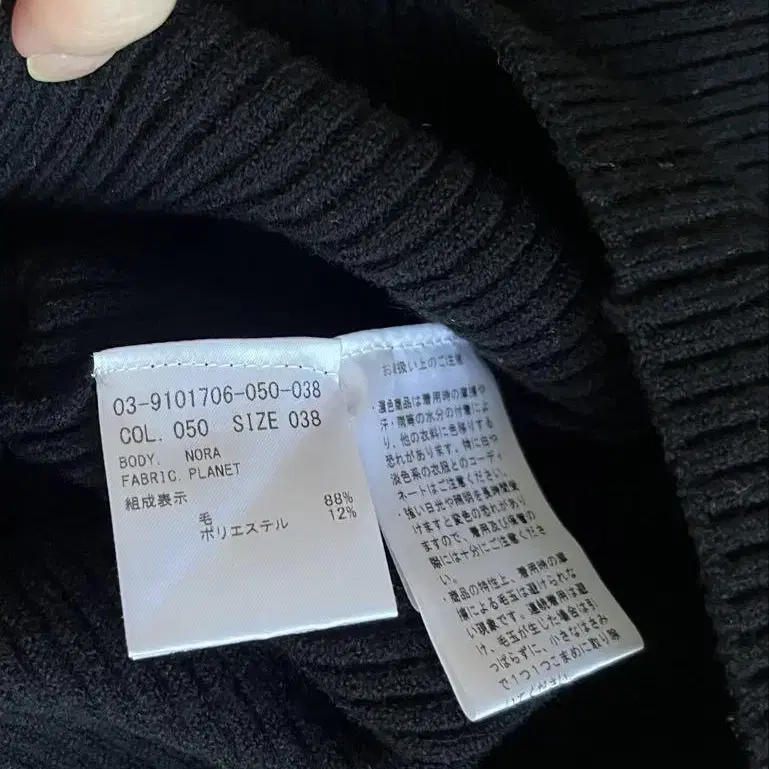 03-9101706-050-038
COL. 050 SIZE 038
BODY. NORA
FABRIC. PLANET
組成表示
毛 88%
ポリエステル 12%
お取扱い上のご注意
・濃色商品は着用時の摩擦や
汗・雨等の水分の付着によ
り、他の衣料に色移りする
恐れがあります。特に白や
淡色系の衣服とのコーディ
ネートはご注意ください。
・強い日光や照明を長時間受
けますと変色の恐れがあり
ますので、着用及び保管の
際には十分にご注意くださ
い。
・商品の特性上、着用時の摩
擦による毛玉は避けられな
い現象です。連続着用は避
け、毛玉が生じた場合は引
っぱらずに、小さなはさみ
で1つ1つこまめに取り除
いてください